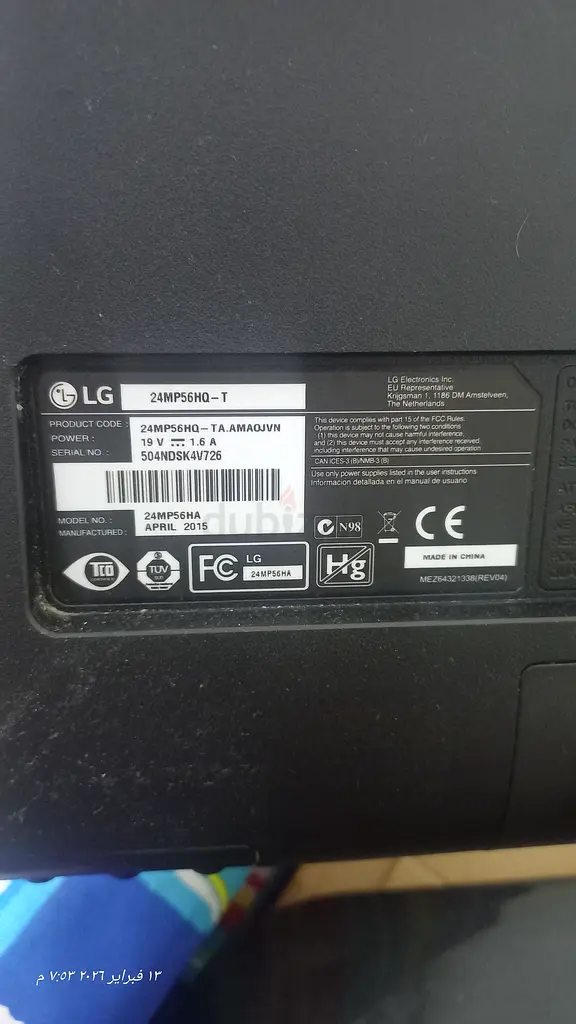 LG 24MP56HQ-T
LG Electronics Inc.
EU Representative
Krijgsman 1, 1186 DM Amstelveen,
The Netherlands
PRODUCT CODE : 24MP56HQ-TA.AMAOJVN
POWER : 19 V 1.6 A
SERIAL NO : 504NDSK4V726
This device complies with part 15 of the FCC Rules.
Operation is subject to the following two conditions
(1) this device may not cause harmful interference,
and (2) this device must accept any interference received,
including interference that may cause undesired operation
CAN ICES-3 (B)/NMB-3 (B)
Use only power supplies listed in the user instructions
Informacion detallada en el manual de usuario
MODEL NO. : 24MP56HA
MANUFACTURED : APRIL 2015
dubi
N98
CE
TCO
TUV
FC LG
24MP56HA
Hg
MADE IN CHINA
MEZ64321338(REV04)
١٣ فبراير ٢٠٢٦ ٧:٥٣ م